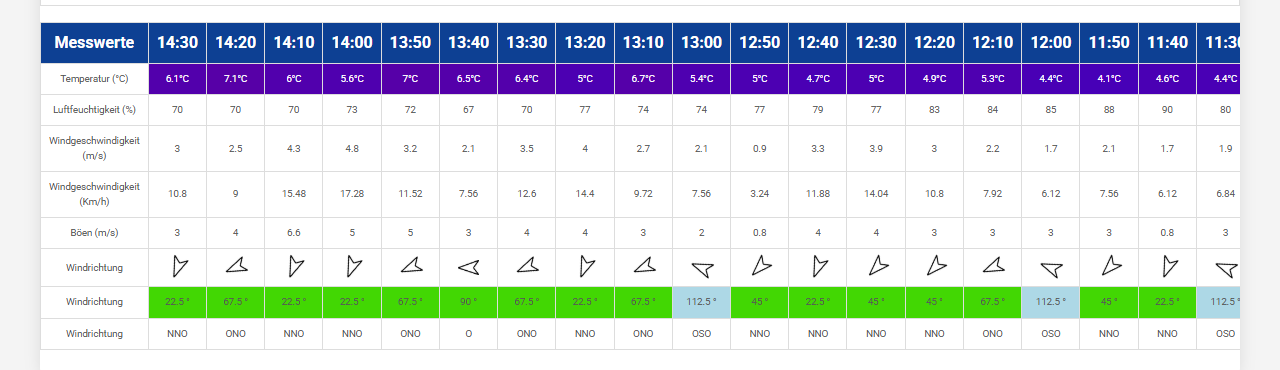 Messwerte 14:30 14:20 14:10 14:00 13:50 13:40 13:30 13:20 13:10 13:00 12:50 12:40 12:30 12:20 12:10 12:00 11:50 11:40 11:30
Temperatur (°C) 6.1°C 7.1°C 6°C 5.6°C 7°C 6.5°C 6.4°C 5°C 6.7°C 5.4°C 5°C 4.7°C 5°C 4.9°C 5.3°C 4.4°C 4.1°C 4.6°C 4.4°C
Luftfeuchtigkeit (%) 70 70 70 73 72 67 70 77 74 74 77 79 77 83 84 85 88 90 80
Windgeschwindigkeit
(m/s) 3 2.5 4.3 4.8 3.2 2.1 3.5 4 2.7 2.1 0.9 3.3 3.9 3 2.2 1.7 2.1 1.7 1.9
Windgeschwindigkeit
(Km/h) 10.8 9 15.48 17.28 11.52 7.56 12.6 14.4 9.72 7.56 3.24 11.88 14.04 10.8 7.92 6.12 7.56 6.12 6.84
Böen (m/s) 3 4 6.6 5 5 3 4 4 3 2 0.8 4 4 3 3 3 3 0.8 3
Windrichtung
Windrichtung 22.5 ° 67.5 ° 22.5 ° 22.5 ° 67.5 ° 90 ° 67.5 ° 22.5 ° 67.5 ° 112.5 ° 45 ° 22.5 ° 45 ° 45 ° 67.5 ° 112.5 ° 45 ° 22.5 ° 112.5 °
Windrichtung NNO ONO NNO NNO ONO O ONO NNO ONO OSO NNO NNO NNO NNO ONO OSO NNO NNO OSO